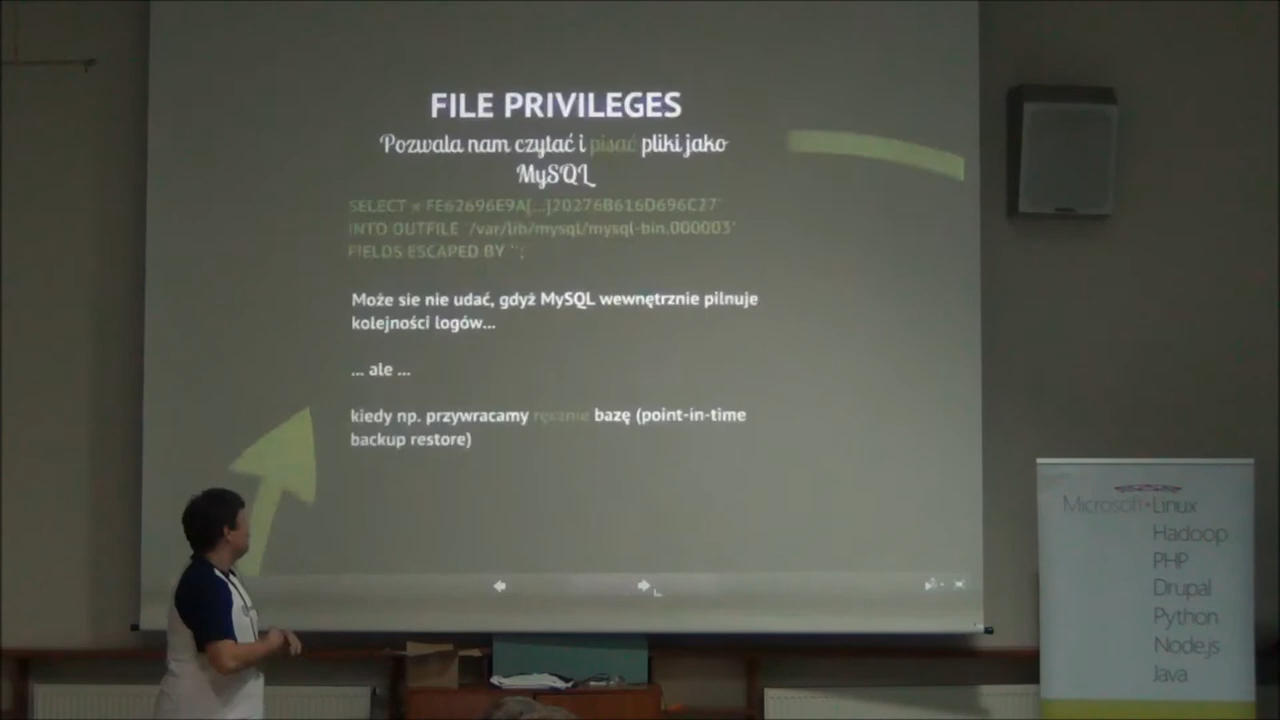 FILE PRIVILEGES
Pozwala nam czytać i pisać pliki jako
MySQL
SELECT x FE62696E9A[...]20276B616D696C27'
INTO OUTFILE '/var/lib/mysql/mysql-bin.000003'
FIELDS ESCAPED BY '';
Może sie nie udać, gdyż MySQL wewnętrznie pilnuje
kolejności logów...
... ale ...
kiedy np. przywracamy ręcznie bazę (point-in-time
backup restore)
Microsoft+Linux
Hadoop
PHP
Drupal
Python
Node.js
Java